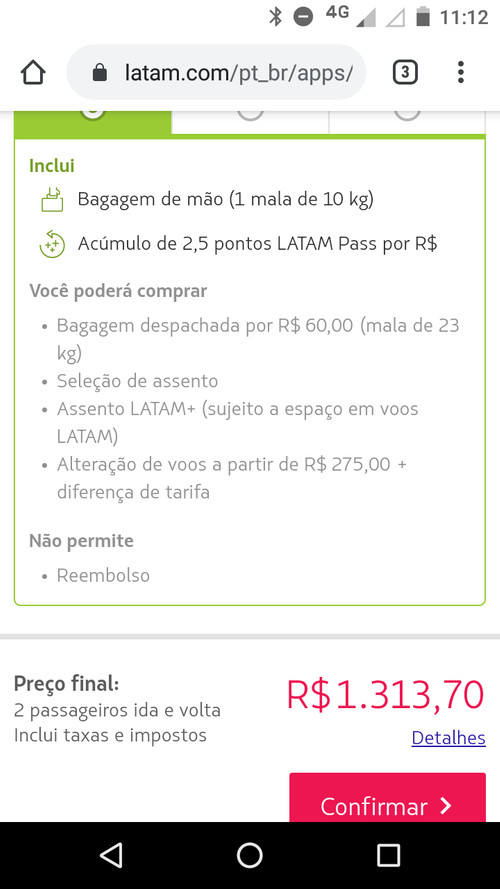 4G 11:12
latam.com/pt_br/apps/
3
Inclui
Bagagem de mão (1 mala de 10 kg)
Acúmulo de 2,5 pontos LATAM Pass por R$
Você poderá comprar
• Bagagem despachada por R$ 60,00 (mala de 23
kg)
• Seleção de assento
• Assento LATAM+ (sujeito a espaço em voos
LATAM)
• Alteração de voos a partir de R$ 275,00 +
diferença de tarifa
Não permite
• Reembolso
Preço final:
R$1.313,70
2 passageiros ida e volta
Inclui taxas e impostos
Detalhes
Confirmar